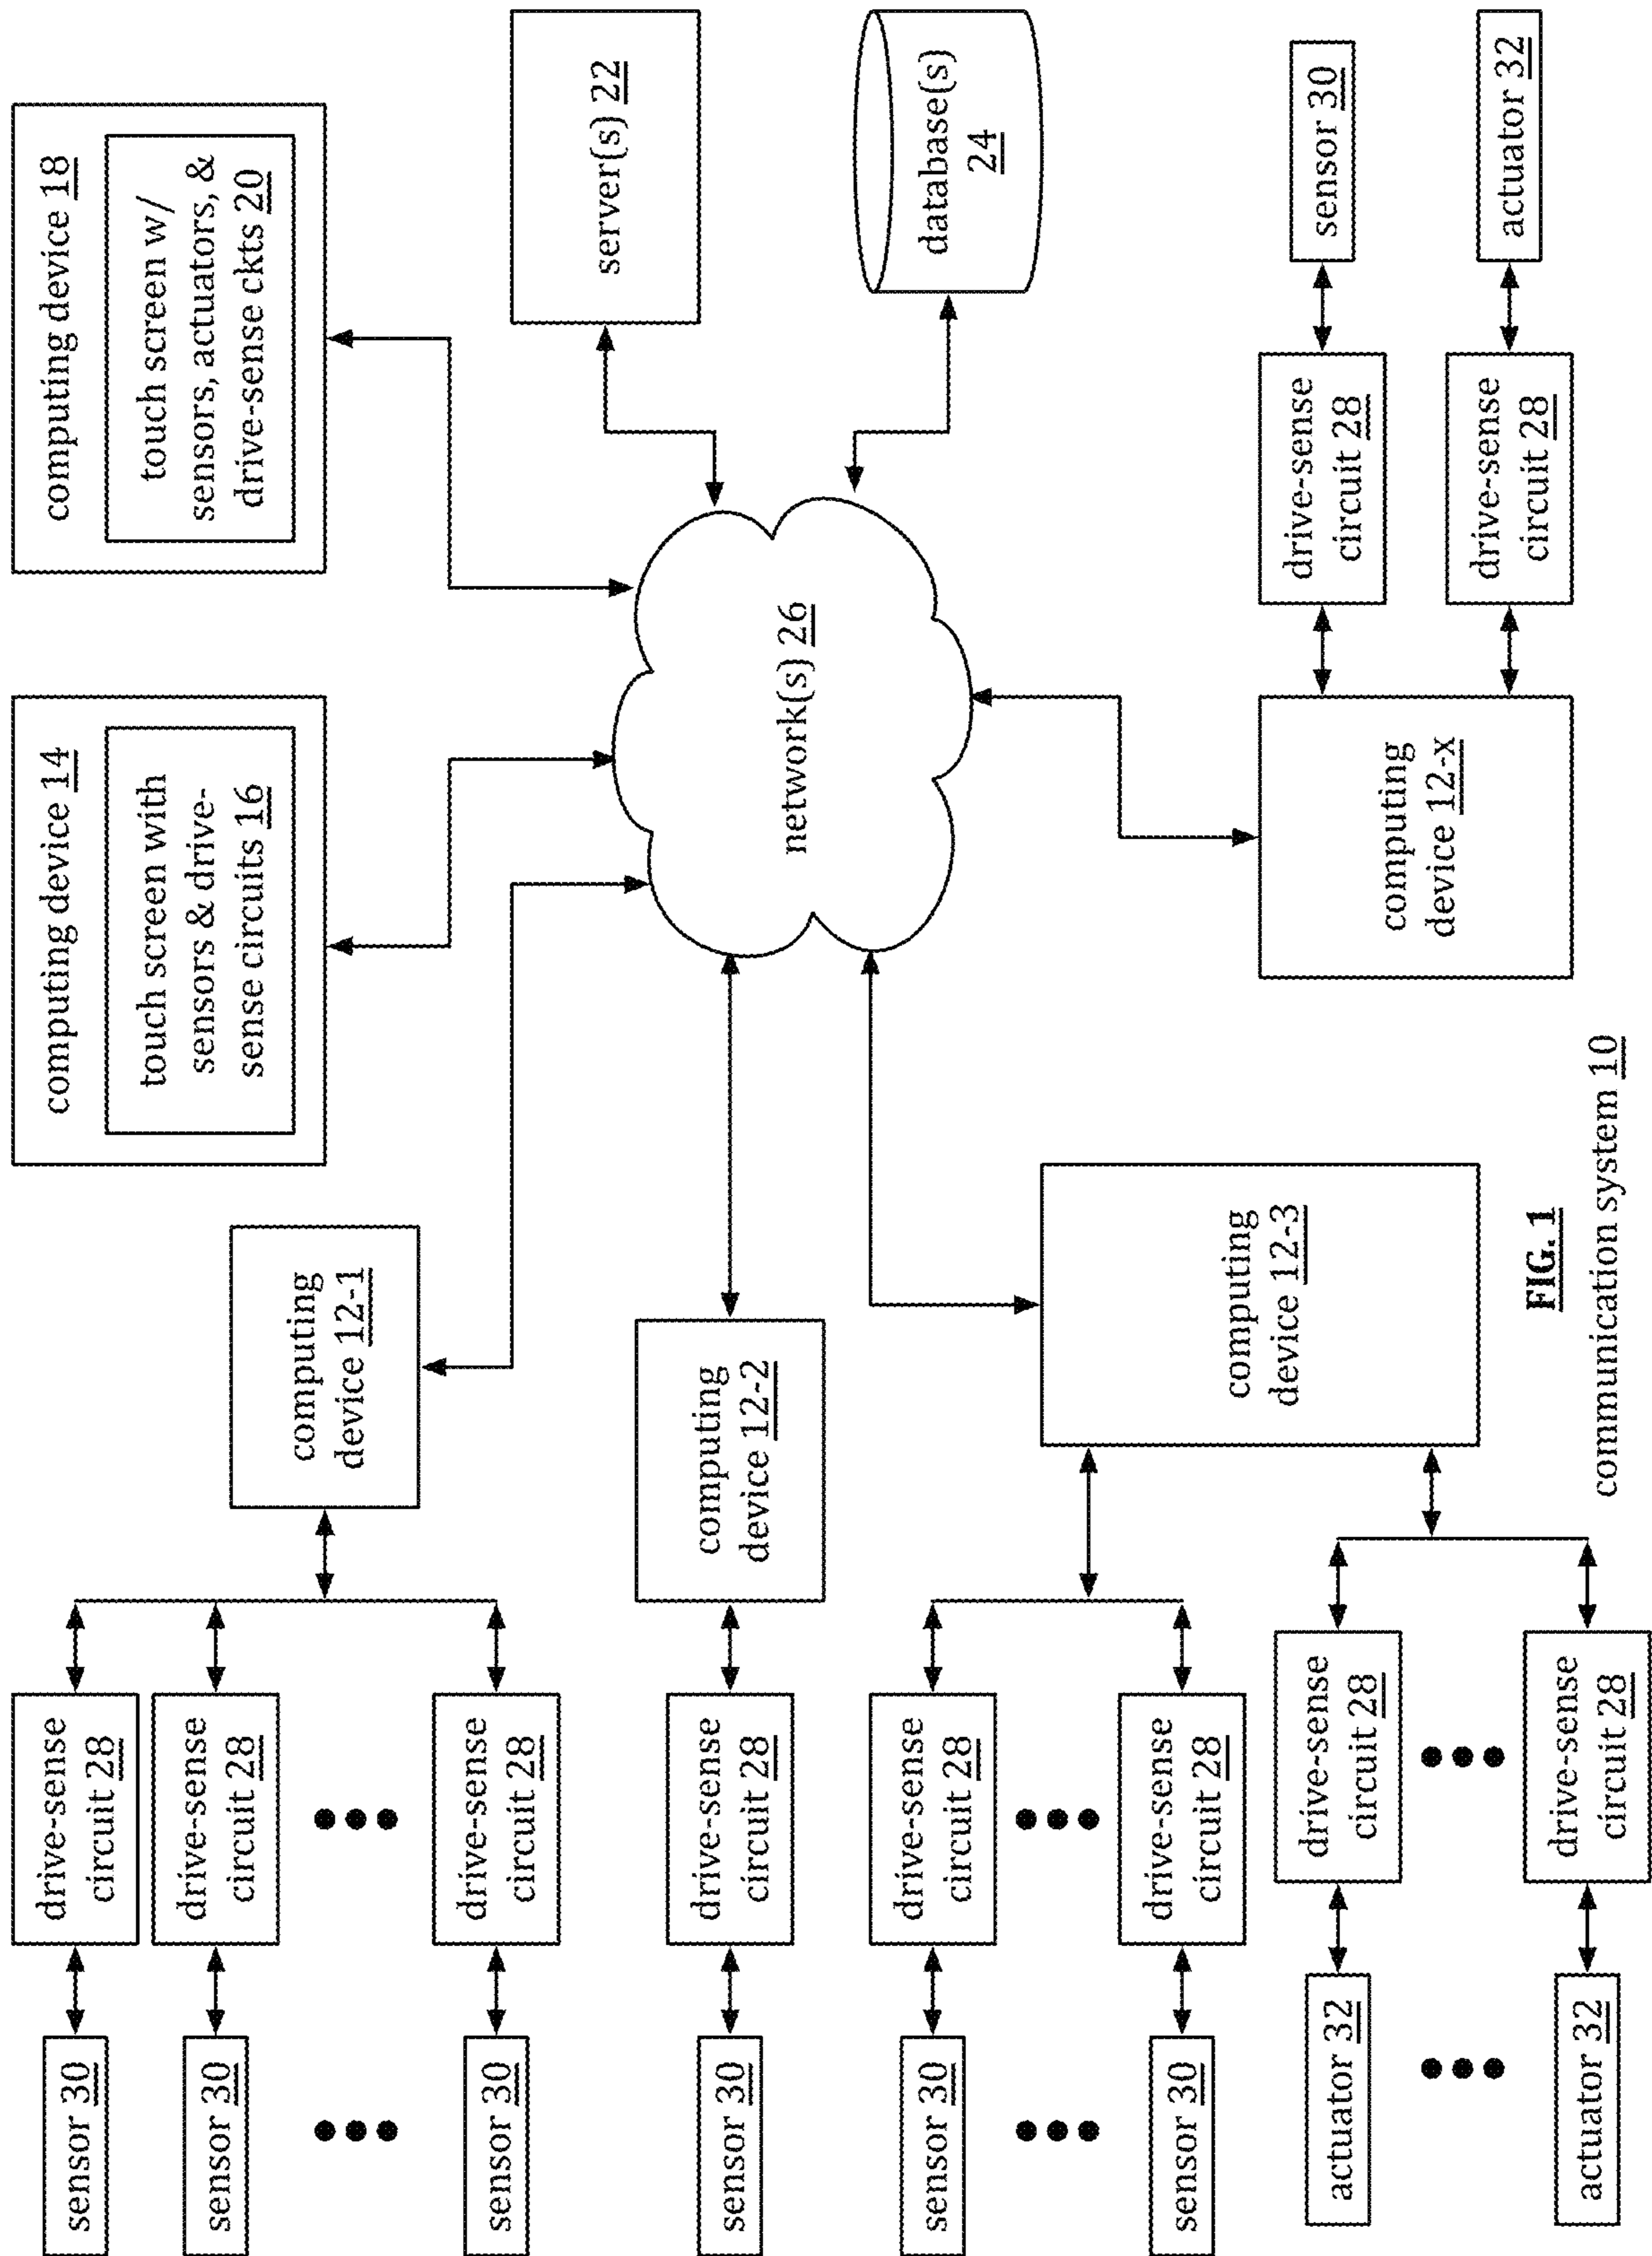 computing device 14
touch screen with
sensors & drive-
sense circuits 16
computing device 18
touch screen w/
sensors, actuators, &
drive-sense ckts 20
sensor 30
drive-sense
circuit 28
sensor 30
drive-sense
circuit 28
sensor 30
drive-sense
circuit 28
computing
device 12-1
server(s) 22
sensor 30
drive-sense
circuit 28
computing
device 12-2
network(s) 26
database(s)
24
sensor 30
drive-sense
circuit 28
sensor 30
drive-sense
circuit 28
computing
device 12-3
actuator 32
drive-sense
circuit 28
actuator 32
drive-sense
circuit 28
computing
device 12-x
drive-sense
circuit 28
sensor 30
drive-sense
circuit 28
actuator 32
FIG. 1
communication system 10